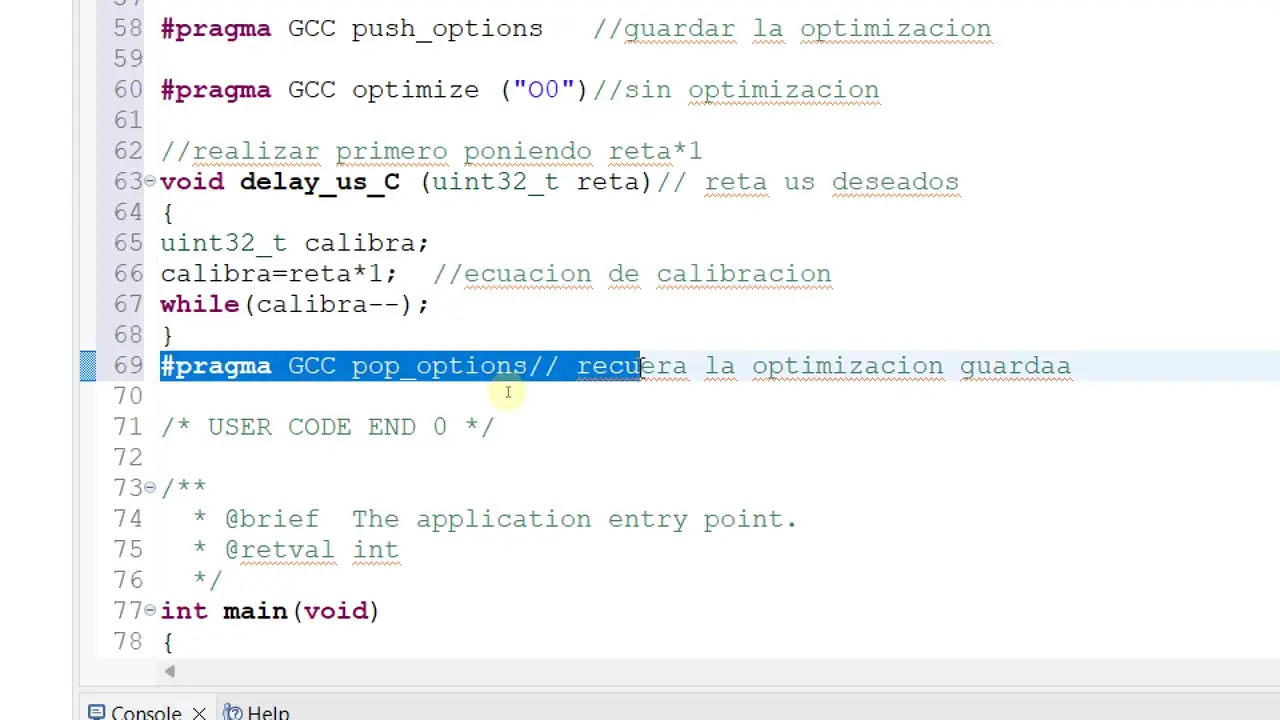 58 #pragma GCC push_options   //guardar la optimizacion
59
60 #pragma GCC optimize ("O0")//sin optimizacion
61
62 //realizar primero poniendo reta*1
63 void delay_us_C (uint32_t reta)// reta us deseados
64 {
65 uint32_t calibra;
66 calibra=reta*1;  //ecuacion de calibracion
67 while(calibra--);
68 }
69 #pragma GCC pop_options// recuera la optimizacion guardaa
70
71 /* USER CODE END 0 */
72
73 /**
74   * @brief  The application entry point.
75   * @retval int
76   */
77 int main(void)
78 {
Console Help